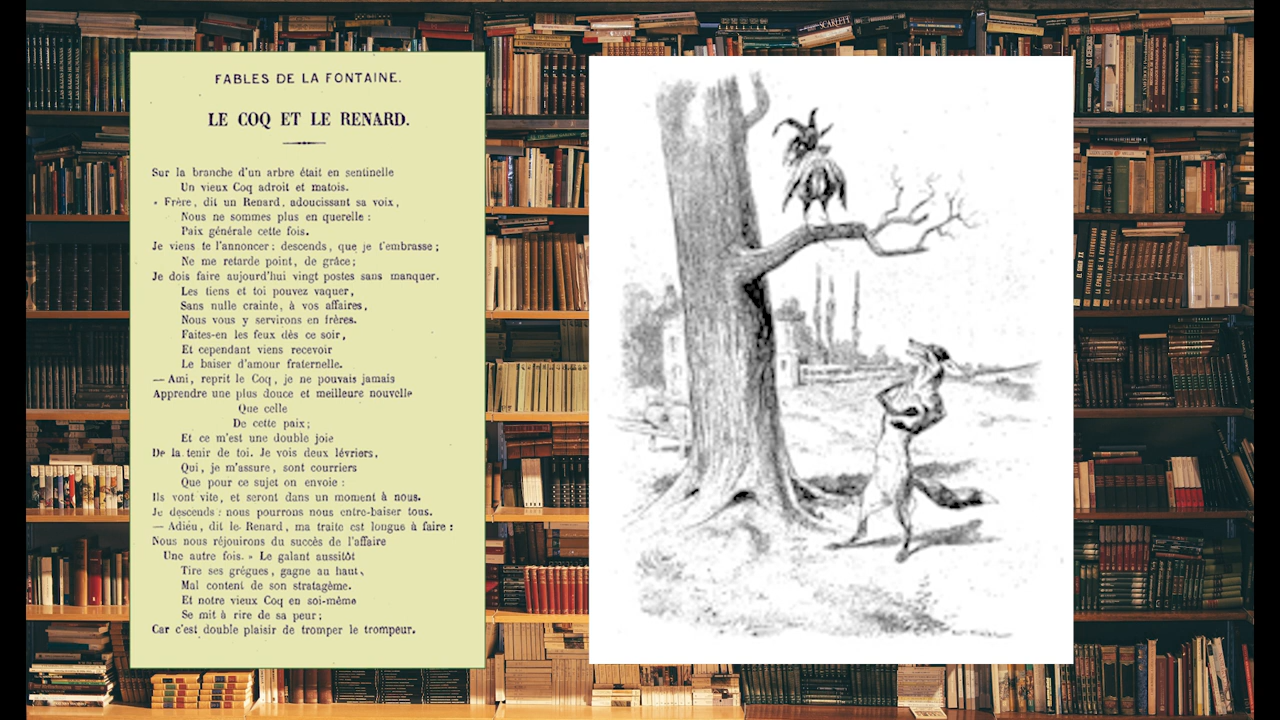 FABLES DE LA FONTAINE.
LE COQ ET LE RENARD.
Sur la branche d'un arbre était en sentinelle
Un vieux Coq adroit et matois.
« Frère, dit un Renard, adoucissant sa voix,
Nous ne sommes plus en querelle :
Paix générale cette fois.
Je viens te l'annoncer : descends, que je t'embrasse ;
Ne me retarde point, de grâce ;
Je dois faire aujourd'hui vingt postes sans manquer.
Les tiens et toi pouvez vaquer,
Sans nulle crainte, à vos affaires,
Nous vous y servirons en frères.
Faites-en les feux dès ce soir,
Et cependant viens recevoir
Le baiser d'amour fraternelle.
— Ami, reprit le Coq, je ne pouvais jamais
Apprendre une plus douce et meilleure nouvelle
Que celle
De cette paix ;
Et ce m'est une double joie
De la tenir de toi. Je vois deux lévriers,
Qui, je m'assure, sont courriers
Que pour ce sujet on envoie :
Ils vont vite, et seront dans un moment à nous.
Je descends : nous pourrons nous entre-baiser tous.
— Adieu, dit le Renard, ma traite est longue à faire :
Nous nous réjouirons du succès de l'affaire
Une autre fois. » Le galant aussitôt
Tire ses grègues, gagne au haut,
Mal content de son stratagème.
Et notre vieux Coq en soi-même
Se mit à rire de sa peur ;
Car c'est double plaisir de tromper le trompeur.
SCARLETT